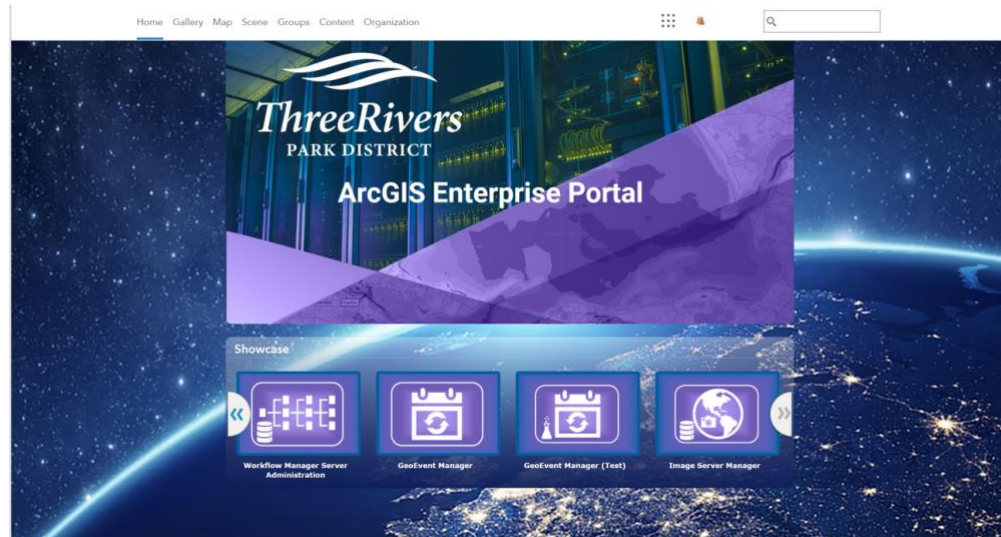 Home Gallery Map Scene Groups Content Organization
ThreeRivers
PARK DISTRICT
ArcGIS Enterprise Portal
Showcase
Workflow Manager Server
Administration
GeoEvent Manager
GeoEvent Manager (Test)
Image Server Manager